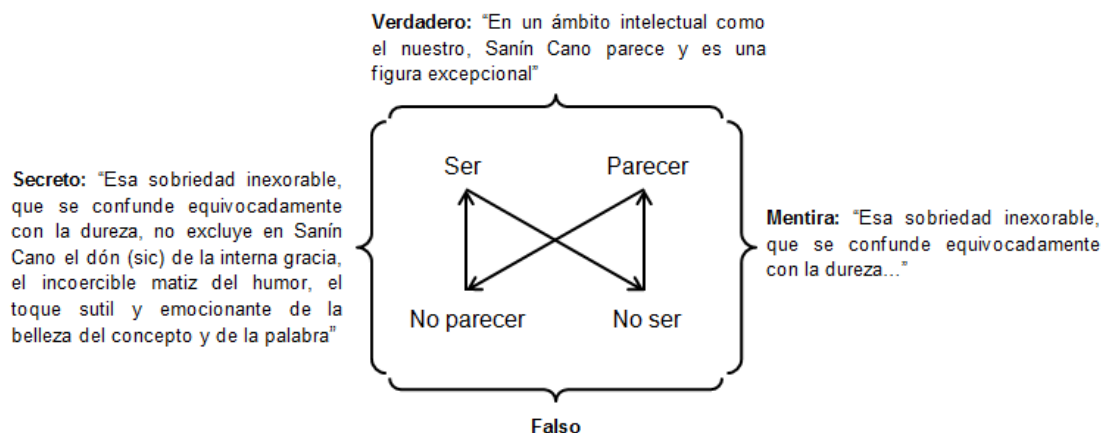 Verdadero: “En un ámbito intelectual como
el nuestro, Sanín Cano parece y es una
figura excepcional”
Ser
Parecer
Secreto: “Esa sobriedad inexorable,
que se confunde equivocadamente
con la dureza, no excluye en Sanín
Cano el dón (sic) de la interna gracia,
el incoercible matiz del humor, el
toque sutil y emocionante de la
belleza del concepto y de la palabra”
Mentira: “Esa sobriedad inexorable,
que se confunde equivocadamente
con la dureza…”
No parecer
No ser
Falso